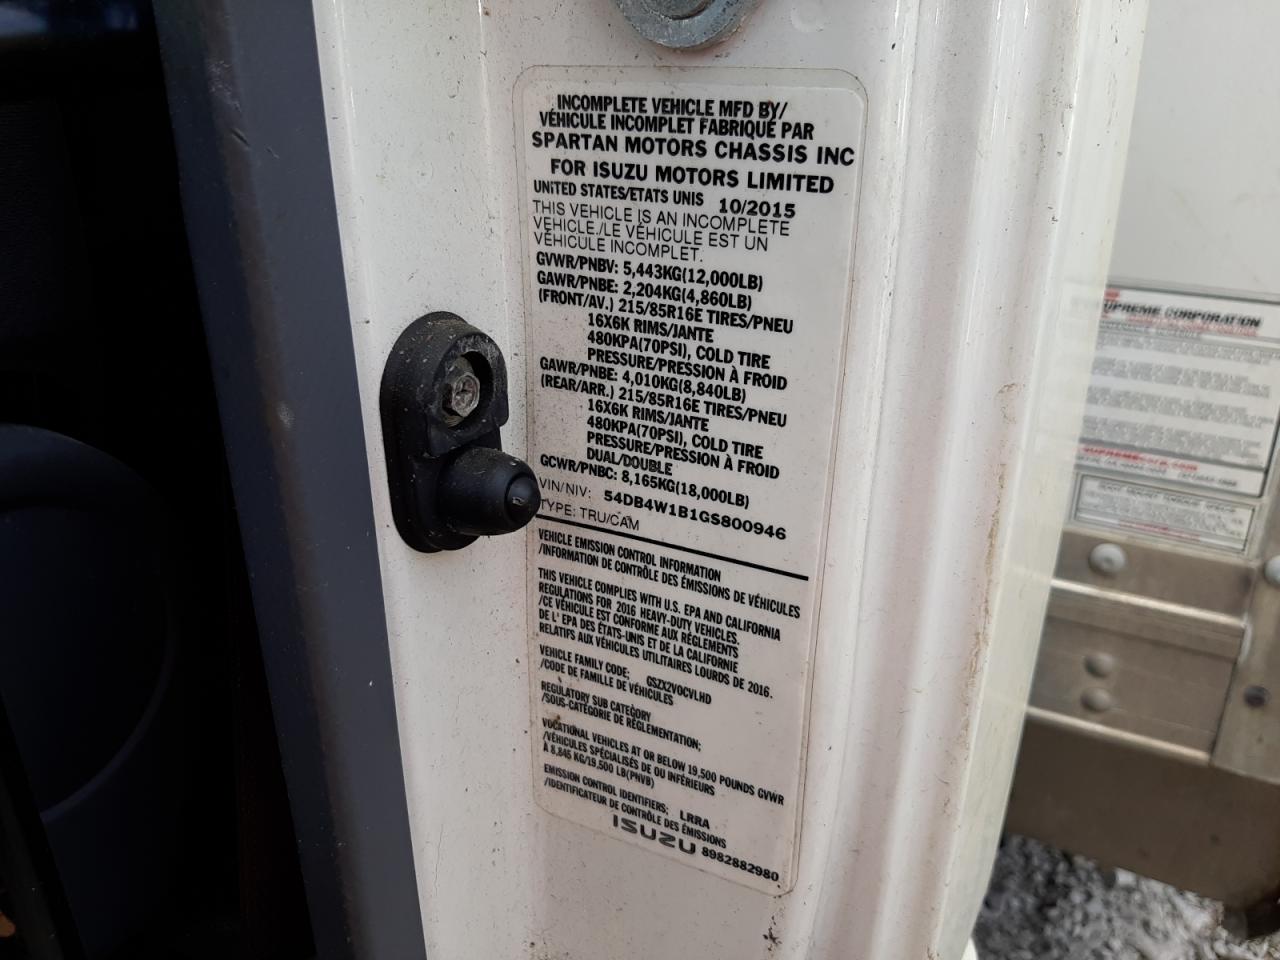 INCOMPLETE VEHICLE MFD BY/
VÉHICULE INCOMPLET FABRIQUÉ PAR
SPARTAN MOTORS CHASSIS INC
FOR ISUZU MOTORS LIMITED
UNITED STATES/ETATS UNIS 10/2015
THIS VEHICLE IS AN INCOMPLETE
VEHICLE./LE VÉHICULE EST UN
VÉHICULE INCOMPLET.
GVWR/PNBV: 5,443KG(12,000LB)
GAWR/PNBE: 2,204KG(4,860LB)
(FRONT/AV.) 215/85R16E TIRES/PNEU
16X6K RIMS/JANTE
480KPA(70PSI), COLD TIRE
PRESSURE/PRESSION À FROID
GAWR/PNBE: 4,010KG(8,840LB)
(REAR/ARR.) 215/85R16E TIRES/PNEU
16X6K RIMS/JANTE
480KPA(70PSI), COLD TIRE
PRESSURE/PRESSION À FROID
DUAL/DOUBLE
GCWR/PNBC: 8,165KG(18,000LB)
VIN/NIV: 54DB4W1B1GS800946
TYPE: TRU/CAM
VEHICLE EMISSION CONTROL INFORMATION
/INFORMATION DE CONTRÔLE DES ÉMISSIONS DE VÉHICULES
THIS VEHICLE COMPLIES WITH U.S. EPA AND CALIFORNIA
REGULATIONS FOR 2016 HEAVY-DUTY VEHICLES.
/CE VÉHICULE EST CONFORME AUX RÉGLEMENTS
DE L' EPA DES ÉTATS-UNIS ET DE LA CALIFORNIE
RELATIFS AUX VÉHICULES UTILITAIRES LOURDS DE 2016.
VEHICLE FAMILY CODE; GSZX2VOCVLHD
/CODE DE FAMILLE DE VÉHICULES
REGULATORY SUB CATEGORY
/SOUS-CATÉGORIE DE RÉGLEMENTATION;
VOCATIONAL VEHICLES AT OR BELOW 19,500 POUNDS GVWR
/VÉHICULES SPÉCIALISÉS DE OU INFÉRIEURS
À 8,845 KG/19,500 LB(PNVB)
EMISSION CONTROL IDENTIFIERS; LRRA
/IDENTIFICATEUR DE CONTRÔLE DES ÉMISSIONS
ISUZU 8982882980
SUPREME CORPORATION